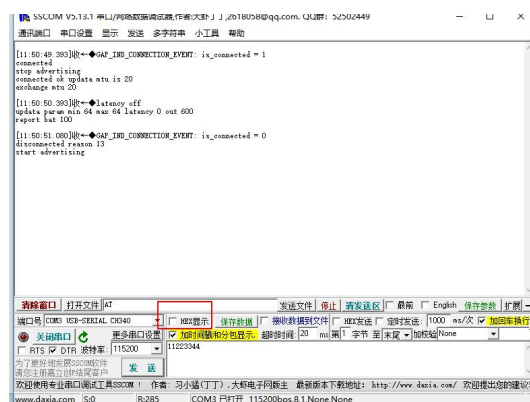 SSCOM V5.13.1 串口/网络数据调试器,作者:大虾丁丁,2618058@qq.com. QQ群: 52502449
通讯端口 串口设置 显示 发送 多字符串 小工具 帮助
[11:50:49.393]收←◆GAP_IND_CONNECTION_EVENT: is_connected = 1
connected
stop advertising
connected ok updata mtu is 20
exchange mtu 20
[11:50:50.393]收←◆latency off
updata param min 64 max 64 latency 0 out 600
report bat 100
[11:50:51.080]收←◆GAP_IND_CONNECTION_EVENT: is_connected = 0
disconnected reason 13
start advertising
清除窗口 打开文件 AT 发送文件 停止 清发送区 最前 English 保存参数 扩展 —
端口号 COM3 USB-SERIAL CH340 HEX显示 保存数据 接收数据到文件 HEX发送 定时发送: 1000 ms/次 加回车换行
关闭串口 更多串口设置 加时间戳和分包显示. 超时时间: 20 ms 第1 字节 至 末尾 加校验 None
RTS DTR 波特率: 115200 11223344
为了更好地发展SSCOM软件
请您注册嘉立创F结尾客户 发 送
欢迎使用专业串口调试工具SSCOM ! 作者: 习小猛(丁丁),大虾电子网版主 最新版本下载地址: http://www.daxia.com/ 欢迎提出您的建议
www.daxia.com S:0 R:285 COM3 已打开 115200bps,8,1,None,None